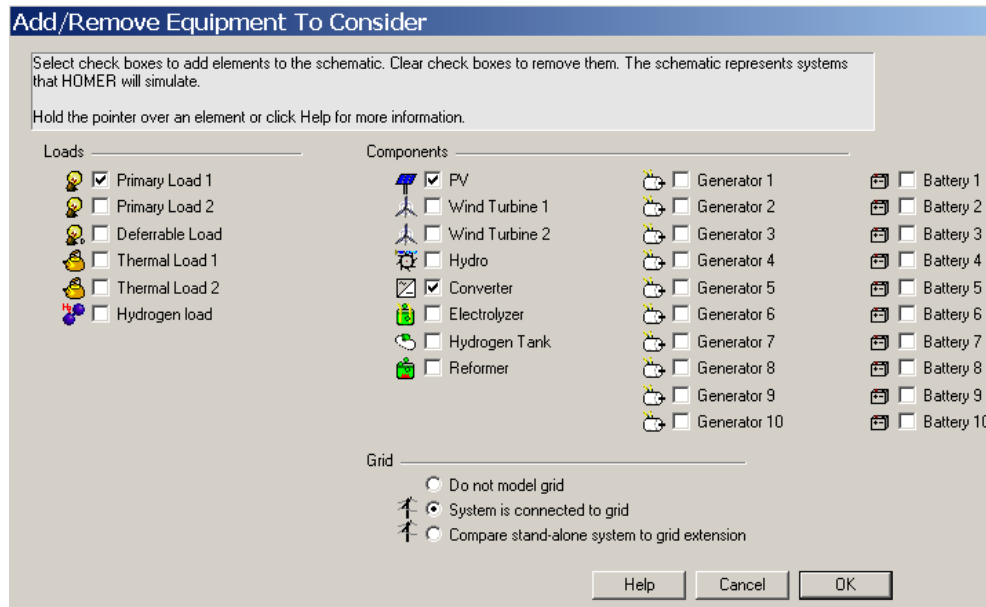 Add/Remove Equipment To Consider
Select check boxes to add elements to the schematic. Clear check boxes to remove them. The schematic represents systems
that HOMER will simulate.
Hold the pointer over an element or click Help for more information.
Loads
Primary Load 1
Primary Load 2
Deferrable Load
Thermal Load 1
Thermal Load 2
Hydrogen load
Components
PV
Wind Turbine 1
Wind Turbine 2
Hydro
Converter
Electrolyzer
Hydrogen Tank
Reformer
Generator 1
Generator 2
Generator 3
Generator 4
Generator 5
Generator 6
Generator 7
Generator 8
Generator 9
Generator 10
Battery 1
Battery 2
Battery 3
Battery 4
Battery 5
Battery 6
Battery 7
Battery 8
Battery 9
Battery 10
Grid
Do not model grid
System is connected to grid
Compare stand-alone system to grid extension
Help
Cancel
OK